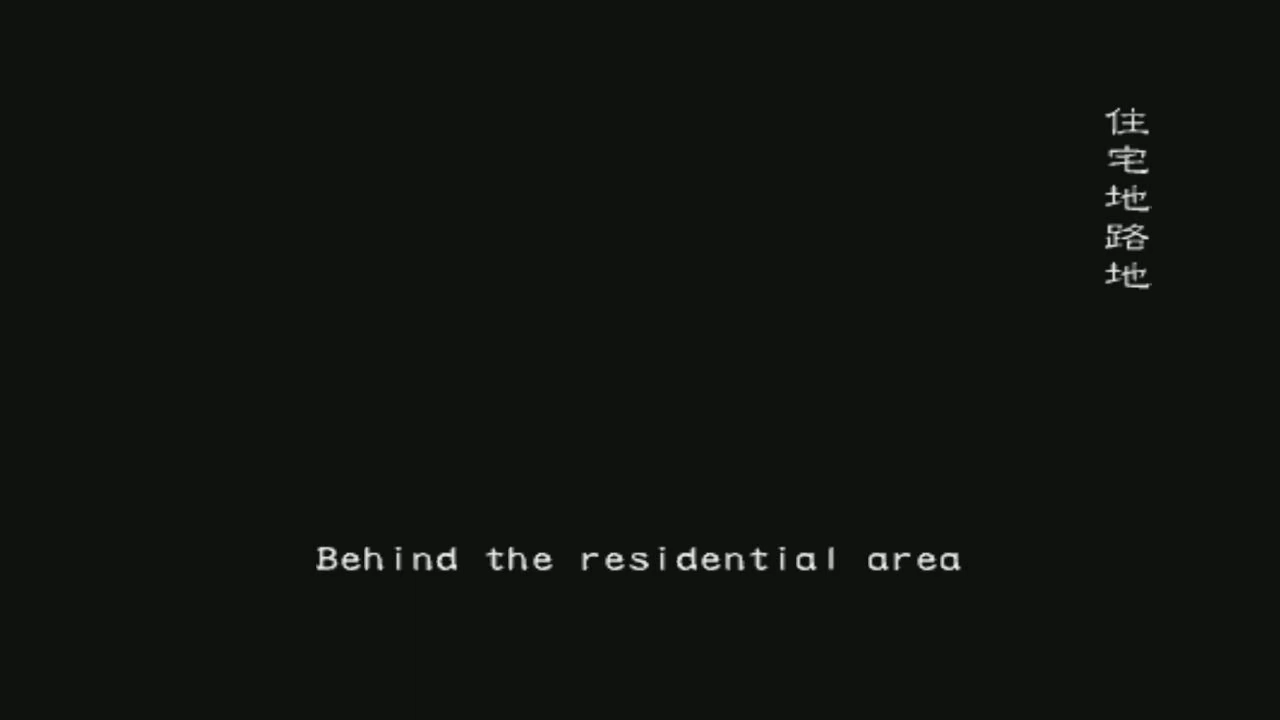 住宅地路地
Behind the residential area